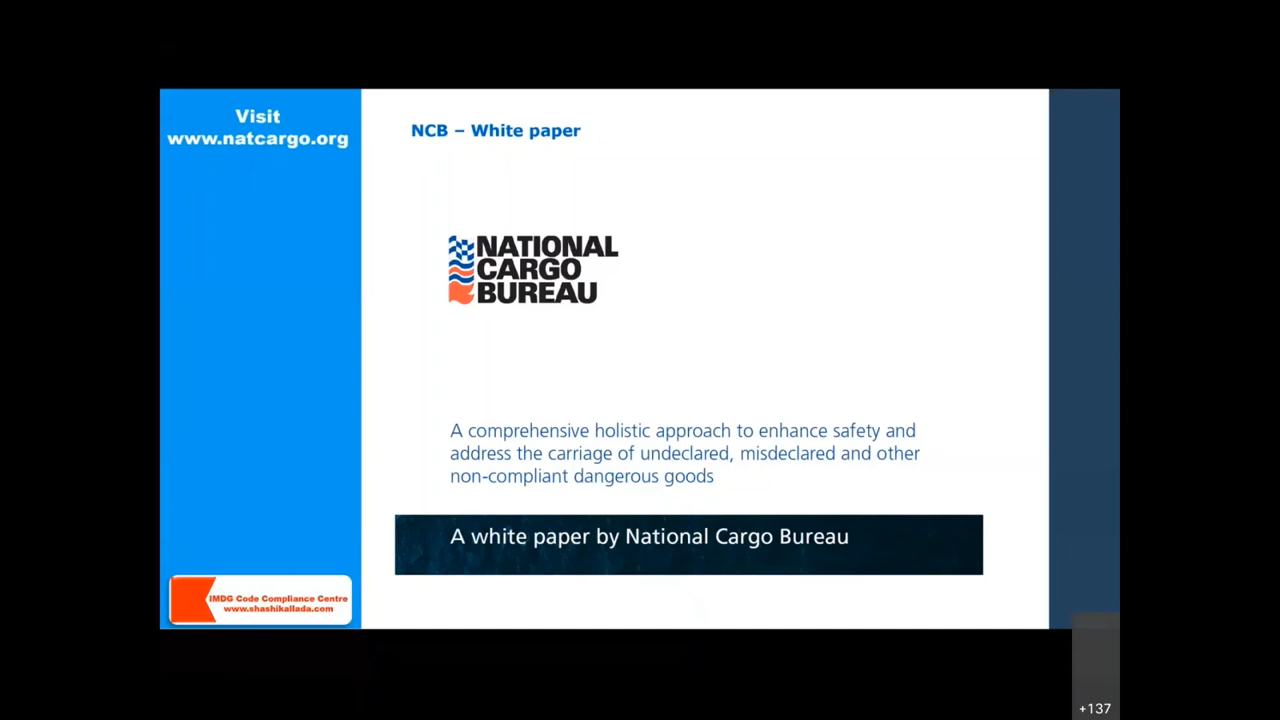 Visit
www.natcargo.org
NCB – White paper
NATIONAL
CARGO
BUREAU
A comprehensive holistic approach to enhance safety and
address the carriage of undeclared, misdeclared and other
non-compliant dangerous goods
A white paper by National Cargo Bureau
IMDG Code Compliance Centre
www.shashikallada.com
+137